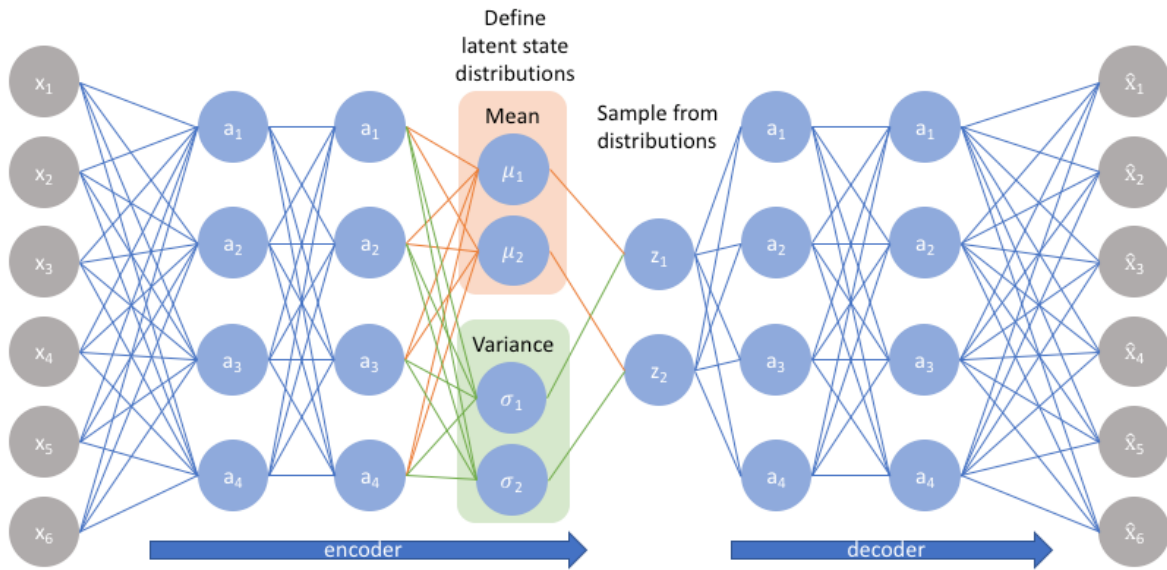 Define
latent state
distributions
Mean
Sample from
distributions
Variance
x₁
x₂
x₃
x₄
x₅
x₆
a₁
a₂
a₃
a₄
a₁
a₂
a₃
a₄
μ₁
μ₂
σ₁
σ₂
z₁
z₂
a₁
a₂
a₃
a₄
a₁
a₂
a₃
a₄
x̂₁
x̂₂
x̂₃
x̂₄
x̂₅
x̂₆
encoder
decoder